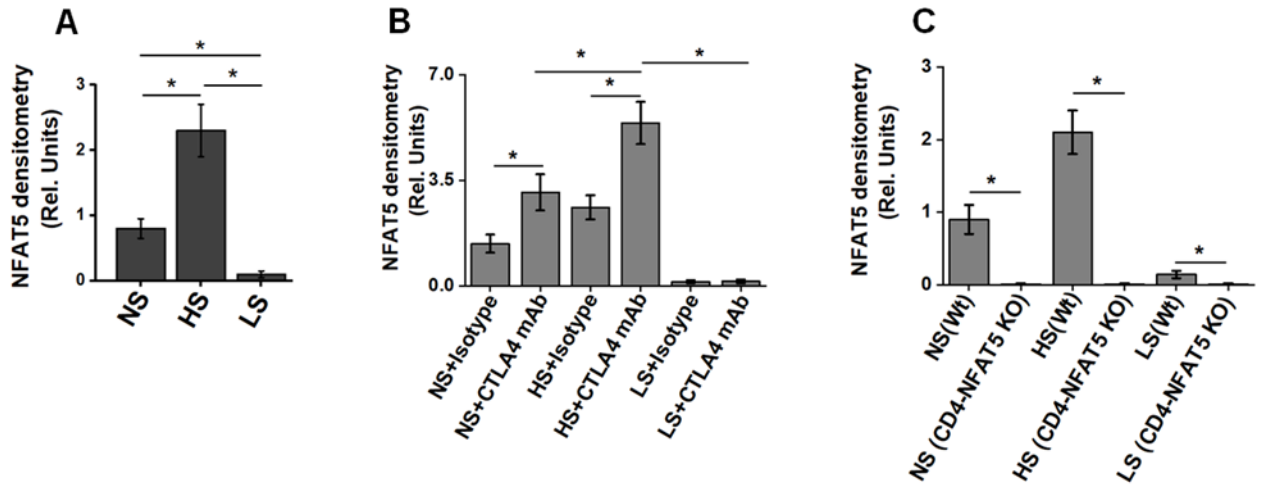 A
NFAT5 densitometry
(Rel. Units)
3
2
1
0
*
*
*
NS
HS
LS
B
NFAT5 densitometry
(Rel. Units)
7.0
3.5
0.0
*
*
*
*
NS+Isotype
NS+CTLA4 mAb
HS+Isotype
HS+CTLA4 mAb
LS+Isotype
LS+CTLA4 mAb
C
NFAT5 densitometry
(Rel. Units)
3
2
1
0
*
*
*
NS(Wt)
NS (CD4-NFAT5 KO)
HS(Wt)
HS (CD4-NFAT5 KO)
LS(Wt)
LS (CD4-NFAT5 KO)